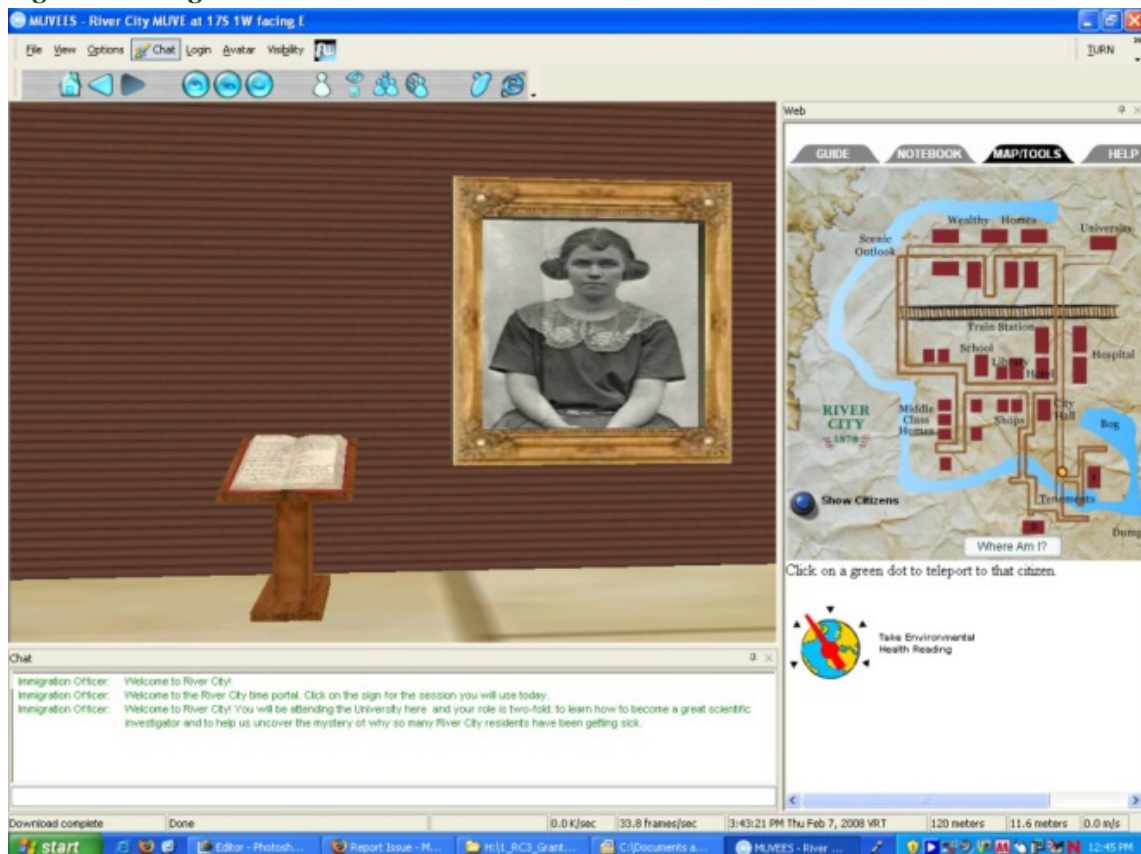 MUVEES - River City MUVE at 175 1W facing E
File View Options Chat Login Avatar Visibility
TURN
Web
GUIDE NOTEBOOK MAP/TOOLS HELP
Wealthy Homes
University
Scenic
Outlook
Train Station
School
Library
Hotel
Hospital
RIVER
CITY
1878
Middle
Class
Homes
Shops
City
Hall
Bog
Show Citizens
Tenements
Dump
Where Am I?
Click on a green dot to teleport to that citizen.
Take Environmental
Health Reading
Chat
Immigration Officer: Welcome to River City!
Immigration Officer: Welcome to the River City time portal. Click on the sign for the session you will use today.
Immigration Officer: Welcome to River City! You will be attending the University here and your role is two-fold: to learn how to become a great scientific
investigator and to help us uncover the mystery of why so many River City residents have been getting sick.
Download complete Done 0.0 K/sec 33.8 frames/sec 3:43:21 PM Thu Feb 7, 2008 VRT 120 meters 11.6 meters 0.0 m/s
start Editor - Photosh... Report Issue - M... H:\1_RC3_Grant... C:\Documents a... MUVEES - River ... 12:45 PM